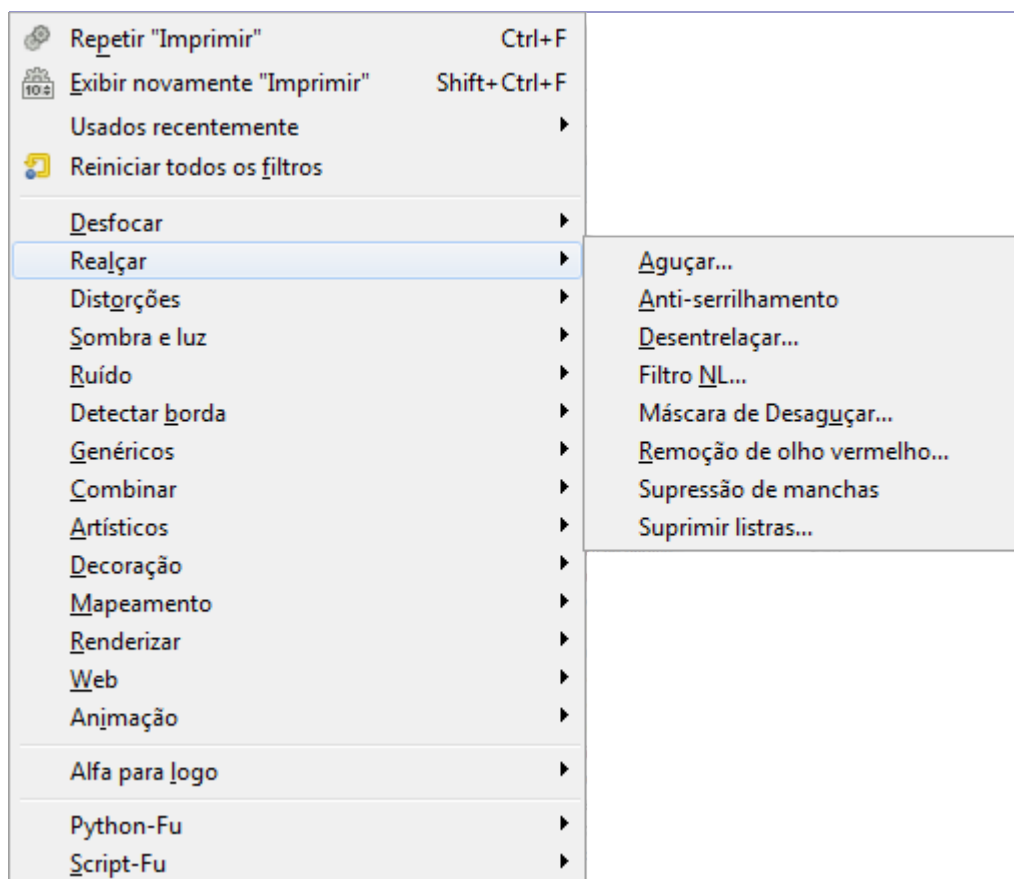 Repetir "Imprimir" Ctrl+F
Exibir novamente "Imprimir" Shift+Ctrl+F
Usados recentemente
Reiniciar todos os filtros
Desfocar
Realçar
Distorções
Sombra e luz
Ruído
Detectar borda
Genéricos
Combinar
Artísticos
Decoração
Mapeamento
Renderizar
Web
Animação
Alfa para logo
Python-Fu
Script-Fu
Aguçar...
Anti-serrilhamento
Desentrelaçar...
Filtro NL...
Máscara de Desaguçar...
Remoção de olho vermelho...
Supressão de manchas
Suprimir listras...